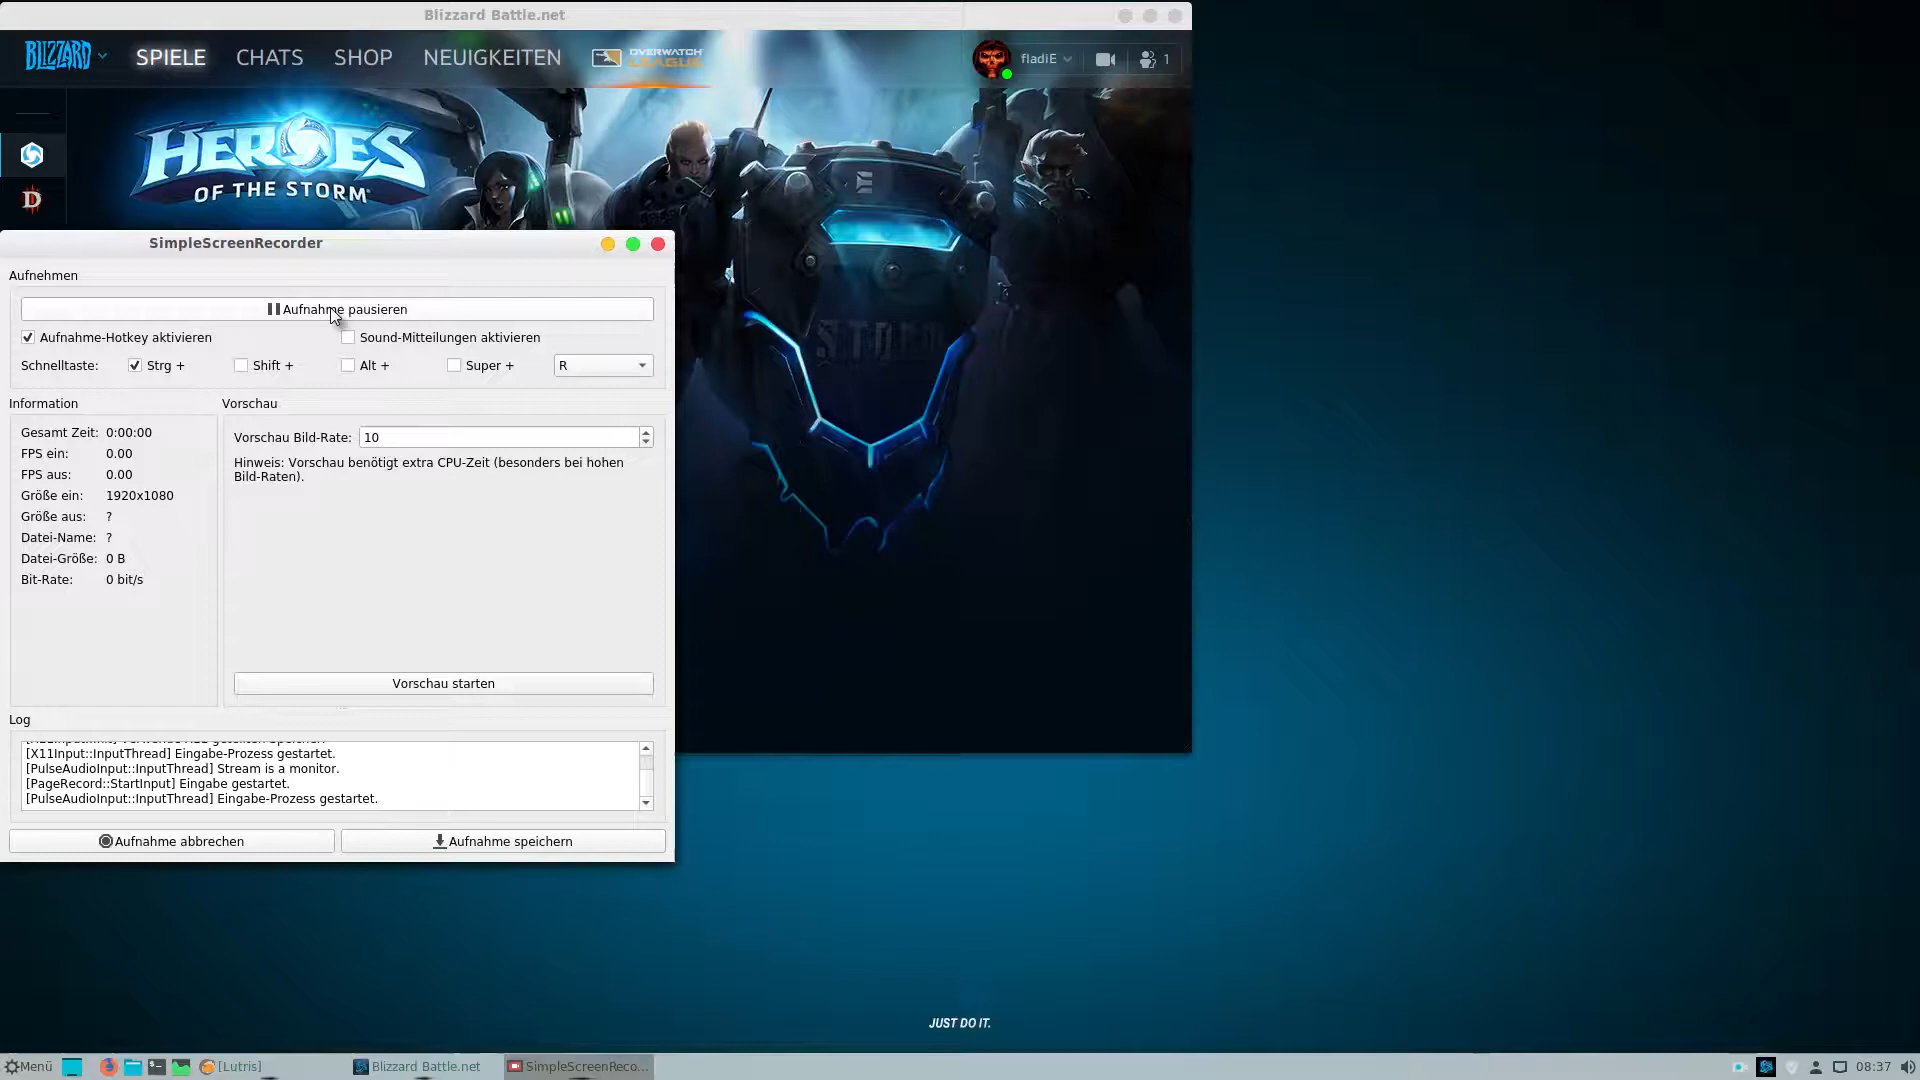 Blizzard Battle.net
BLIZZARD
SPIELE
CHATS
SHOP
NEUIGKEITEN
OVERWATCH
LEAGUE
fladiE
1
HEROES
OF THE STORM
D
SimpleScreenRecorder
Aufnehmen
Aufnahme pausieren
Aufnahme-Hotkey aktivieren
Sound-Mitteilungen aktivieren
Schnelltaste:
Strg +
Shift +
Alt +
Super +
R
Information
Vorschau
Gesamt Zeit: 0:00:00
FPS ein: 0.00
FPS aus: 0.00
Größe ein: 1920x1080
Größe aus: ?
Datei-Name: ?
Datei-Größe: 0 B
Bit-Rate: 0 bit/s
Vorschau Bild-Rate: 10
Hinweis: Vorschau benötigt extra CPU-Zeit (besonders bei hohen
Bild-Raten).
Vorschau starten
Log
[X11Input::InputThread] Eingabe-Prozess gestartet.
[PulseAudioInput::InputThread] Stream is a monitor.
[PageRecord::StartInput] Eingabe gestartet.
[PulseAudioInput::InputThread] Eingabe-Prozess gestartet.
Aufnahme abbrechen
Aufnahme speichern
JUST DO IT.
Menü
[Lutris]
Blizzard Battle.net
SimpleScreenReco...
08:37